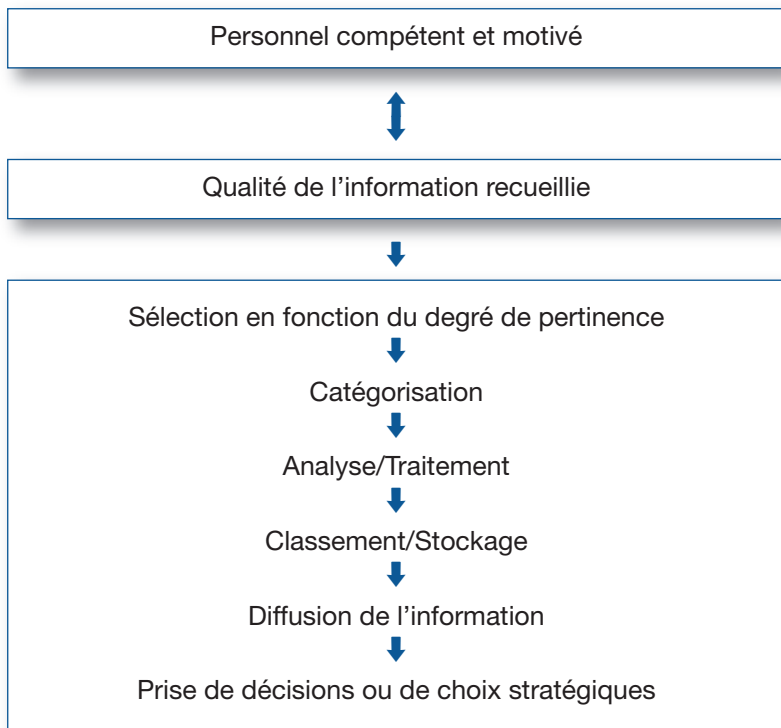 Personnel compétent et motivé
Qualité de l’information recueillie
Sélection en fonction du degré de pertinence
Catégorisation
Analyse/Traitement
Classement/Stockage
Diffusion de l’information
Prise de décisions ou de choix stratégiques